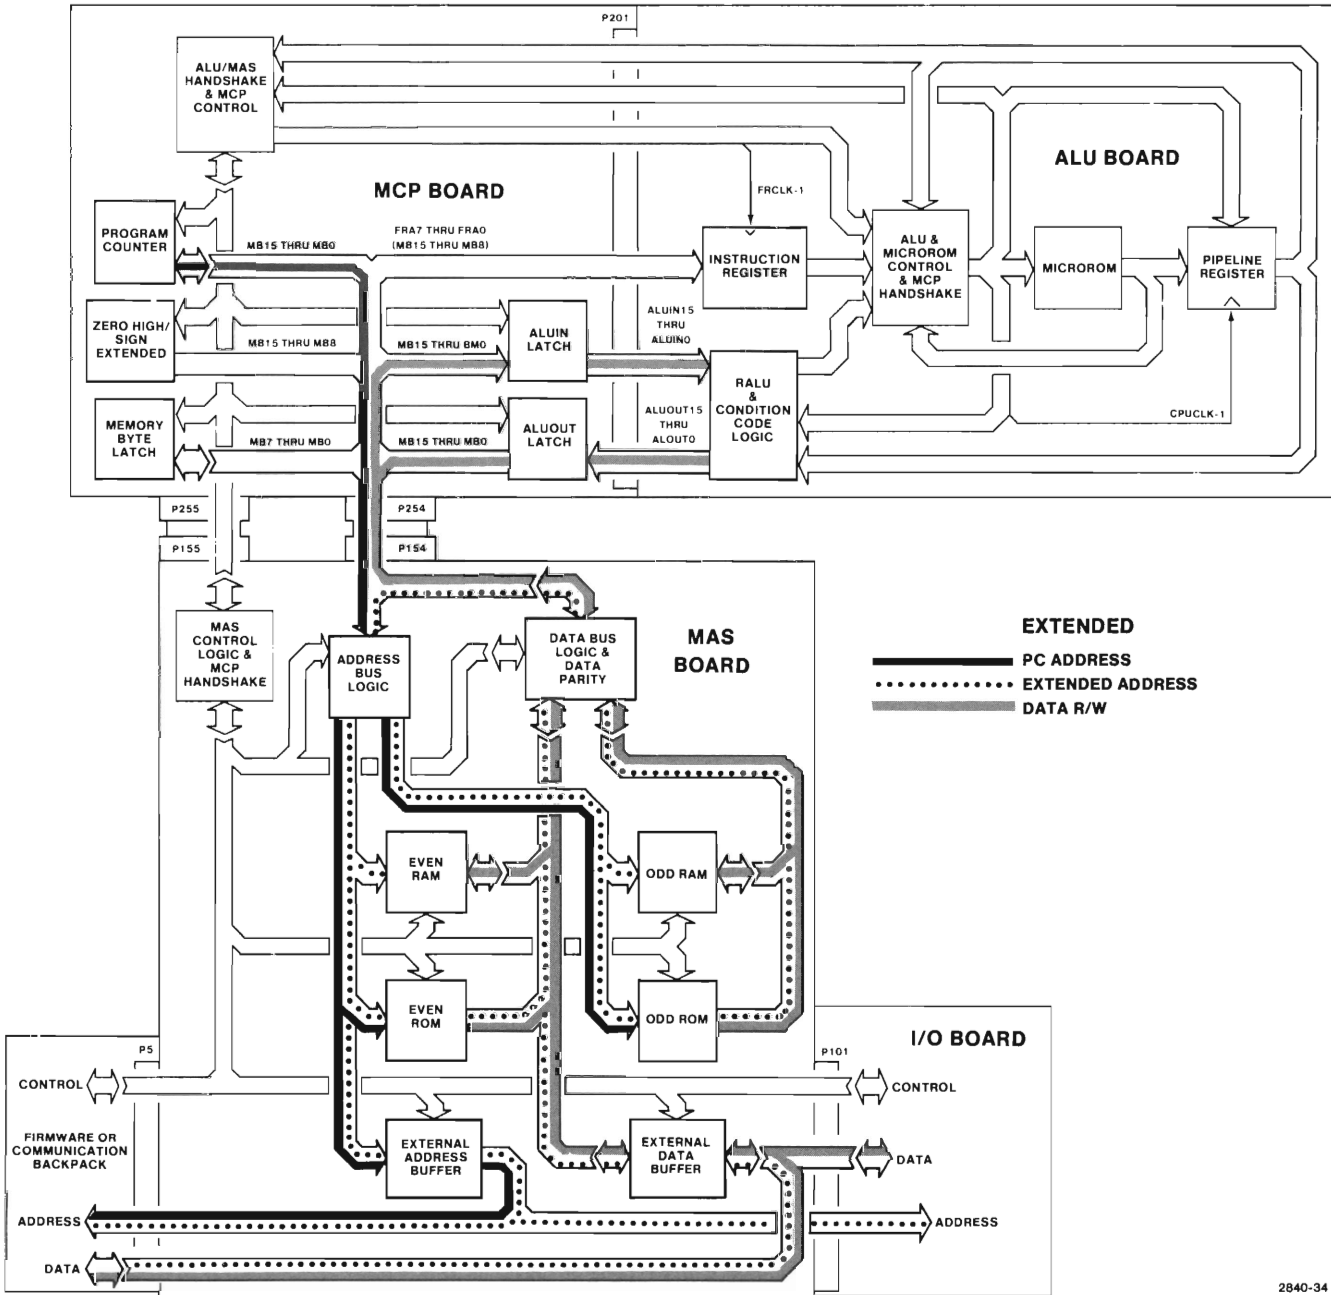 P201
ALU/MAS
HANDSHAKE
& MCP
CONTROL
ALU BOARD
MCP BOARD
FRCLK-1
PROGRAM
COUNTER
MB15 THRU MB0
FRA7 THRU FRA0
(MB15 THRU MB8)
INSTRUCTION
REGISTER
ALU &
MICROROM
CONTROL
& MCP
HANDSHAKE
MICROROM
PIPELINE
REGISTER
ZERO HIGH/
SIGN
EXTENDED
MB15 THRU MB8
MB15 THRU BM0
ALUIN
LATCH
ALUIN15
THRU
ALUIN0
RALU
&
CONDITION
CODE
LOGIC
MEMORY
BYTE
LATCH
MB7 THRU MB0
MB15 THRU MB0
ALUOUT
LATCH
ALUOUT15
THRU
ALOUT0
CPUCLK-1
P255
P254
P155
P154
MAS
CONTROL
LOGIC &
MCP
HANDSHAKE
ADDRESS
BUS
LOGIC
DATA BUS
LOGIC &
DATA
PARITY
MAS
BOARD
EXTENDED
PC ADDRESS
EXTENDED ADDRESS
DATA R/W
EVEN
RAM
ODD RAM
EVEN
ROM
ODD ROM
I/O BOARD
P5
P101
CONTROL
CONTROL
FIRMWARE OR
COMMUNICATION
BACKPACK
EXTERNAL
ADDRESS
BUFFER
EXTERNAL
DATA
BUFFER
DATA
ADDRESS
ADDRESS
DATA
2840-34